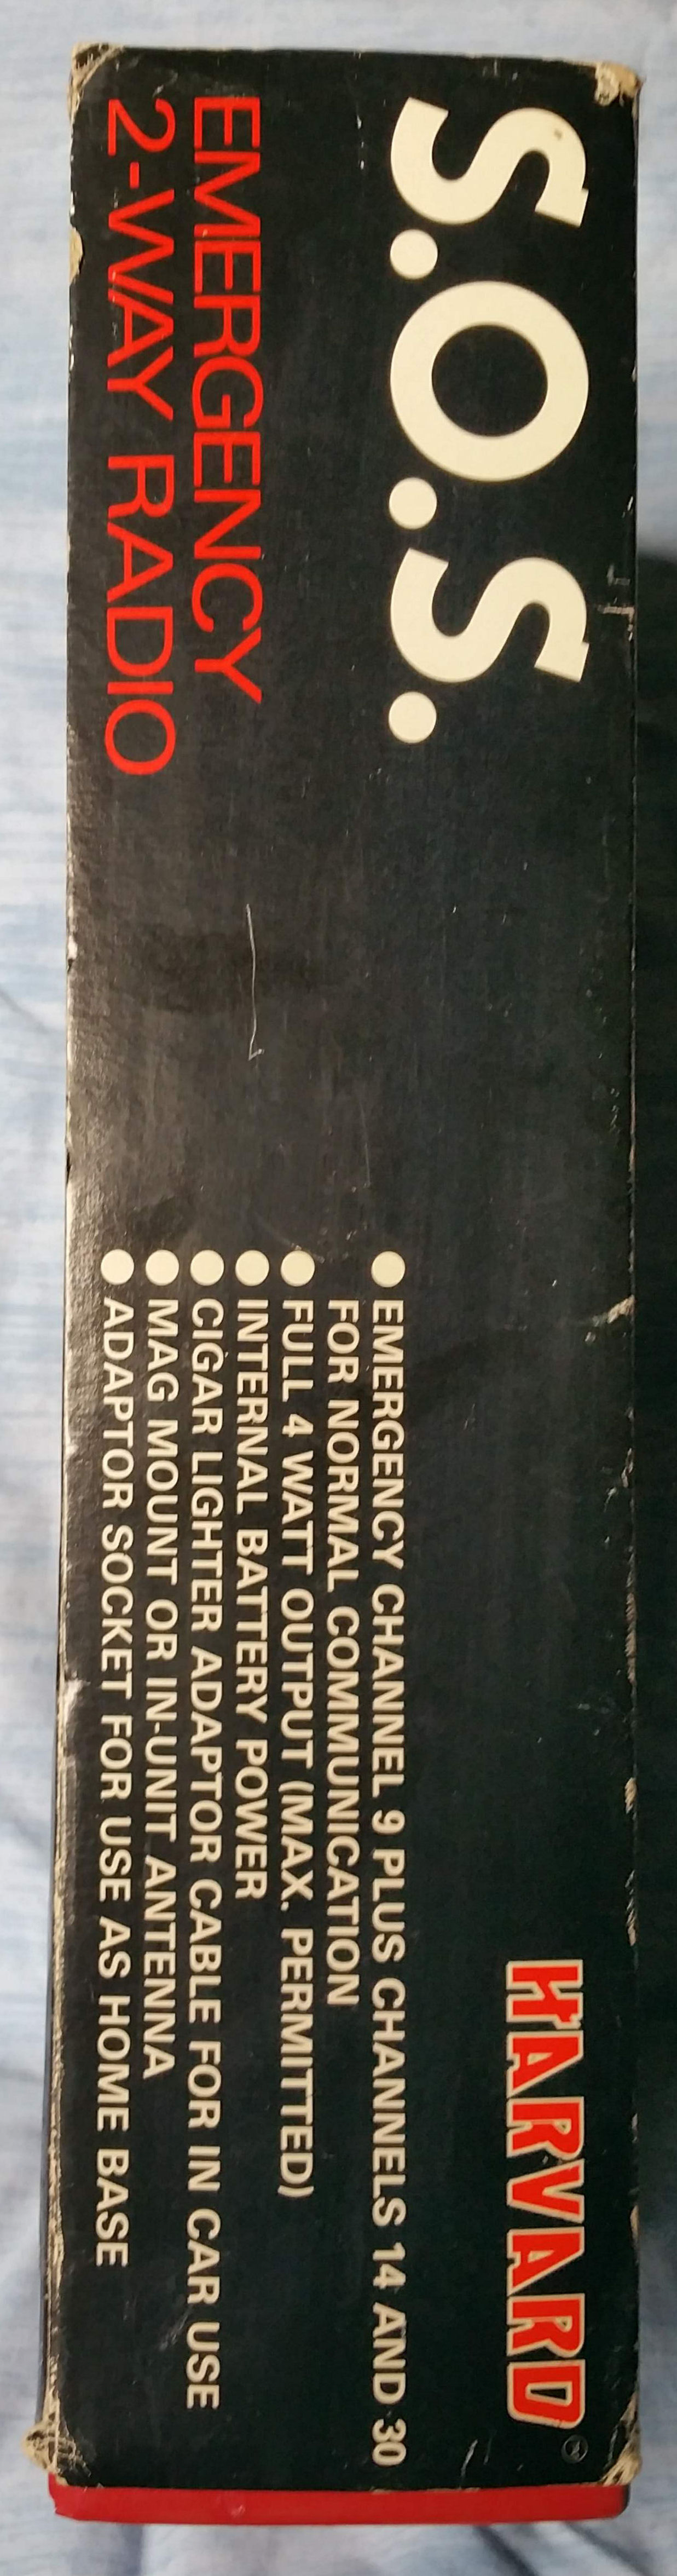 S.O.S.
EMERGENCY
2-WAY RADIO
HARVARD®
● EMERGENCY CHANNEL 9 PLUS CHANNELS 14 AND 30
FOR NORMAL COMMUNICATION
● FULL 4 WATT OUTPUT (MAX. PERMITTED)
● INTERNAL BATTERY POWER
● CIGAR LIGHTER ADAPTOR CABLE FOR IN CAR USE
● MAG MOUNT OR IN-UNIT ANTENNA
● ADAPTOR SOCKET FOR USE AS HOME BASE